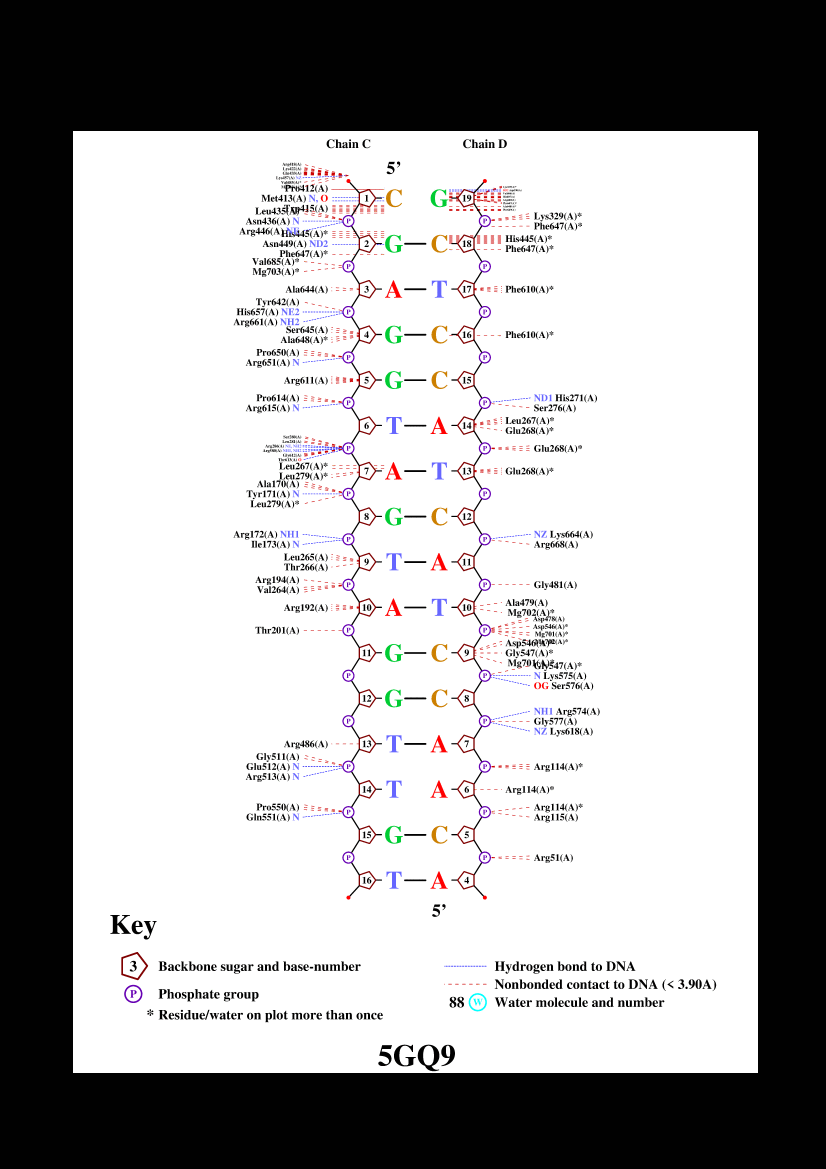 Chain C Chain D
5’
Pro412(A)
Met413(A) N, O 1 C G 19
Trp415(A)
Leu435(A)
Asn436(A) N P P Lys329(A)*
Phe647(A)*
Arg446(A) NE
His445(A)* His445(A)*
Asn449(A) ND2 2 G C 18 Phe647(A)*
Phe647(A)*
Val685(A)* P P
Mg703(A)*
Ala644(A) 3 A T 17 Phe610(A)*
Tyr642(A)
His657(A) NE2 P P
Arg661(A) NH2
Ser645(A) 4 G C 16 Phe610(A)*
Ala648(A)*
Pro650(A) P P
Arg651(A) N
Arg611(A) 5 G C 15
Pro614(A) P P ND1 His271(A)
Arg615(A) N Ser276(A)
6 T A 14 Leu267(A)*
Glu268(A)*
P P Glu268(A)*
Leu267(A)* 7 A T 13 Glu268(A)*
Leu279(A)*
Ala170(A)
Tyr171(A) N P P
Leu279(A)*
8 G C 12
Arg172(A) NH1 P P NZ Lys664(A)
Ile173(A) N Arg668(A)
Leu265(A) 9 T A 11
Thr266(A)
Arg194(A) P P Gly481(A)
Val264(A)
Arg192(A) 10 A T 10 Ala479(A)
Mg702(A)*
Asp478(A)
Asp546(A)*
Thr201(A) P P Mg701(A)*
Asp546(A)*
11 G C 9 Gly547(A)*
Mg701(A)*
Gly547(A)*
P P N Lys575(A)
OG Ser576(A)
12 G C 8
NH1 Arg574(A)
P P Gly577(A)
NZ Lys618(A)
Arg486(A) 13 T A 7
Gly511(A)
Glu512(A) N P P Arg114(A)*
Arg513(A) N
14 T A 6 Arg114(A)*
Pro550(A) P P Arg114(A)*
Gln551(A) N Arg115(A)
15 G C 5
P P Arg51(A)
16 T A 4
5’
Key
3 Backbone sugar and base-number
P Phosphate group
* Residue/water on plot more than once
Hydrogen bond to DNA
Nonbonded contact to DNA (< 3.90A)
88 W Water molecule and number
5GQ9